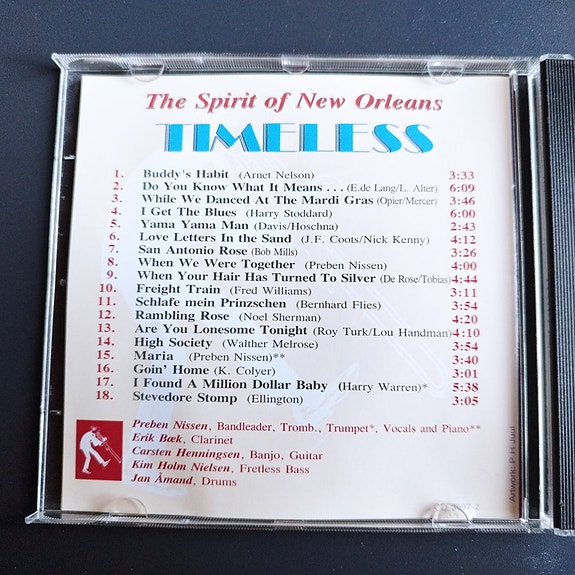 The Spirit of New Orleans
TIMELESS
1. Buddy's Habit (Arnet Nelson) 3:33
2. Do You Know What It Means . . . (E.de Lang/L. Alter) 6:09
3. While We Danced At The Mardi Gras (Opier/Mercer) 3:46
4. I Get The Blues (Harry Stoddard) 6:00
5. Yama Yama Man (Davis/Hoschna) 2:43
6. Love Letters In the Sand (J.F. Coots/Nick Kenny) 4:12
7. San Antonio Rose (Bob Mills) 3:26
8. When We Were Together (Preben Nissen) 4:00
9. When Your Hair Has Turned To Silver (De Rose/Tobias) 4:44
10. Freight Train (Fred Williams) 3:11
11. Schlafe mein Prinzschen (Bernhard Flies) 3:54
12. Rambling Rose (Noel Sherman) 4:20
13. Are You Lonesome Tonight (Roy Turk/Lou Handman) 4:10
14. High Society (Walther Melrose) 3:54
15. Maria (Preben Nissen)** 3:40
16. Goin' Home (K. Colyer) 3:01
17. I Found A Million Dollar Baby (Harry Warren)* 5:38
18. Stevedore Stomp (Ellington) 3:05
Preben Nissen, Bandleader, Tromb., Trumpet*, Vocals and Piano**
Erik Bæk, Clarinet
Carsten Henningsen, Banjo, Guitar
Kim Holm Nielsen, Fretless Bass
Jan Åmand, Drums
Artwork: P. H. Juul